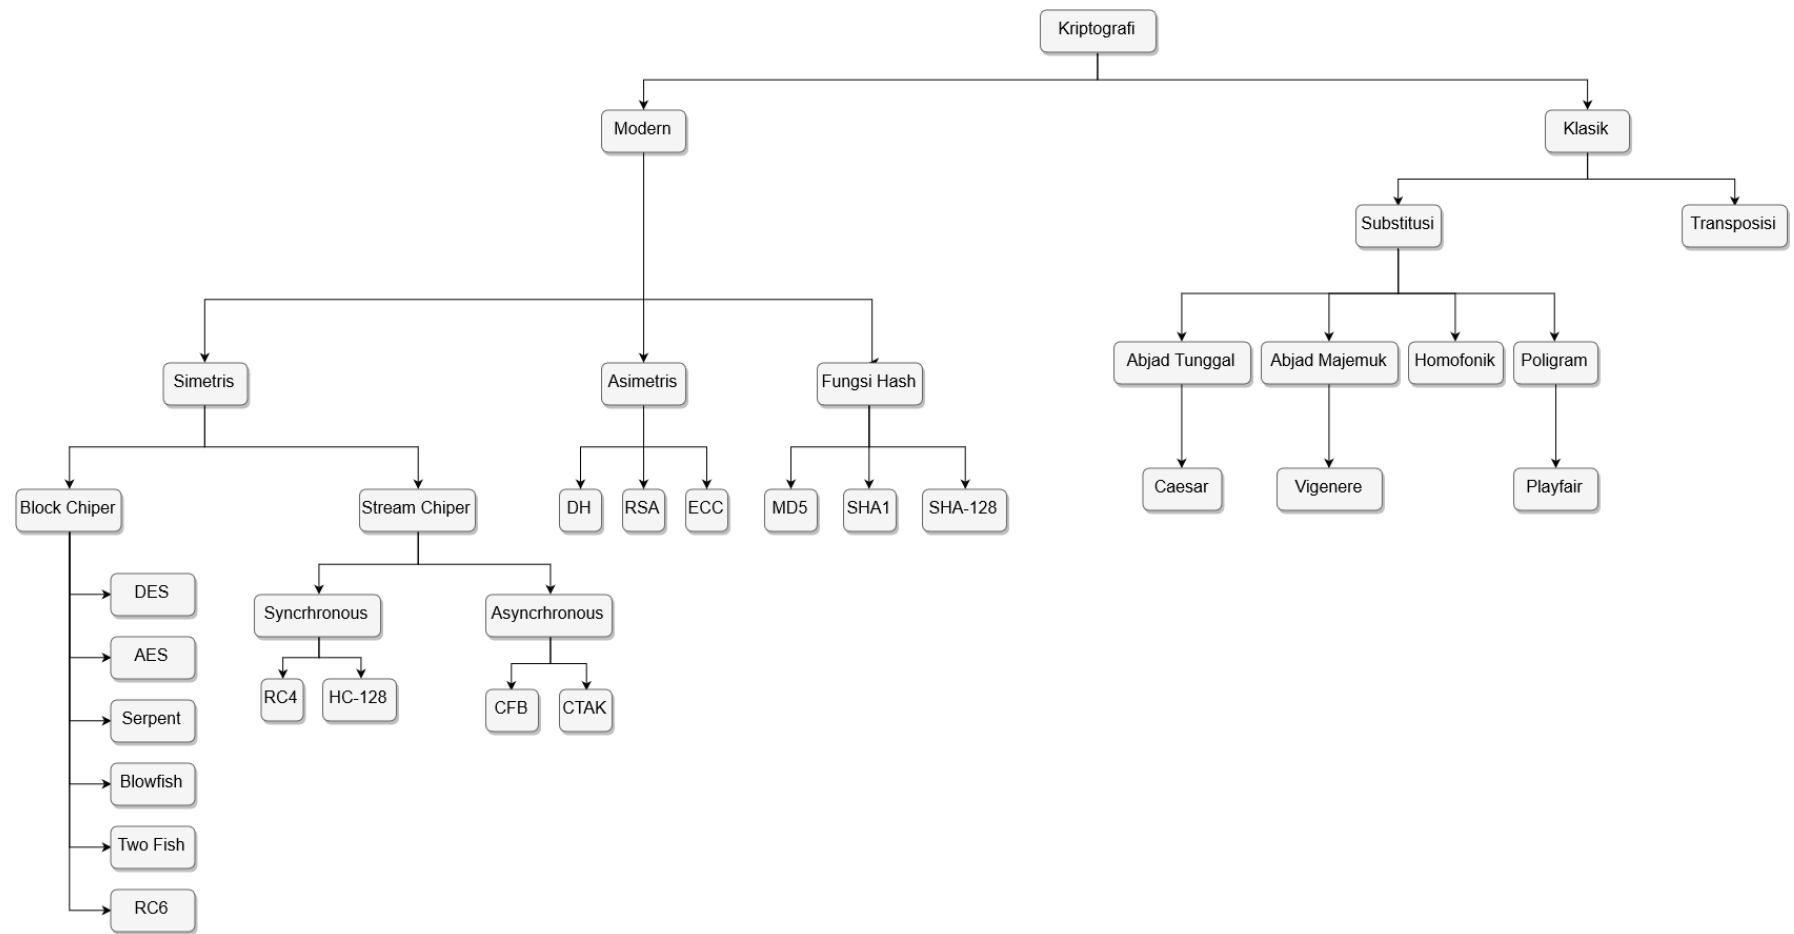 Kriptografi
Modern
Klasik
Substitusi
Transposisi
Abjad Tunggal
Abjad Majemuk
Homofonik
Poligram
Simetris
Asimetris
Fungsi Hash
Caesar
Vigenere
Playfair
Block Chiper
Stream Chiper
DH
RSA
ECC
MD5
SHA1
SHA-128
DES
Syncrhronous
Asyncrhronous
AES
RC4
HC-128
CFB
CTAK
Serpent
Blowfish
Two Fish
RC6